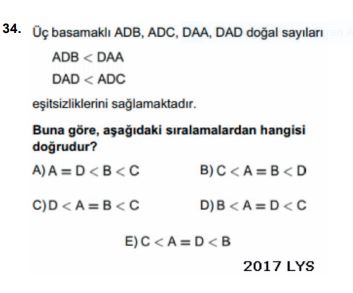 34. Üç basamaklı ADB, ADC, DAA, DAD doğal sayıları
ADB < DAA
DAD < ADC
eşitsizliklerini sağlamaktadır.
Buna göre, aşağıdaki sıralamalardan hangisi
doğrudur?
A) A = D < B < C B) C < A = B < D
C) D < A = B < C D) B < A = D < C
E) C < A = D < B
2017 LYS